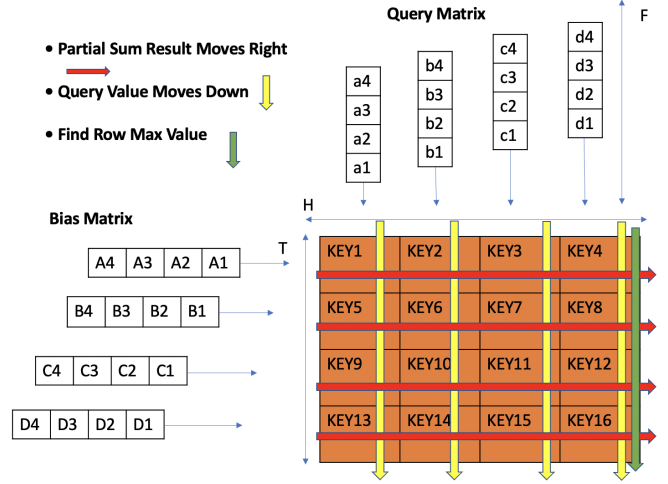 Query Matrix
F
• Partial Sum Result Moves Right
• Query Value Moves Down
• Find Row Max Value
a4
a3
a2
a1
b4
b3
b2
b1
c4
c3
c2
c1
d4
d3
d2
d1
Bias Matrix
H
T
A4 A3 A2 A1
B4 B3 B2 B1
C4 C3 C2 C1
D4 D3 D2 D1
KEY1 KEY2 KEY3 KEY4
KEY5 KEY6 KEY7 KEY8
KEY9 KEY10 KEY11 KEY12
KEY13 KEY14 KEY15 KEY16